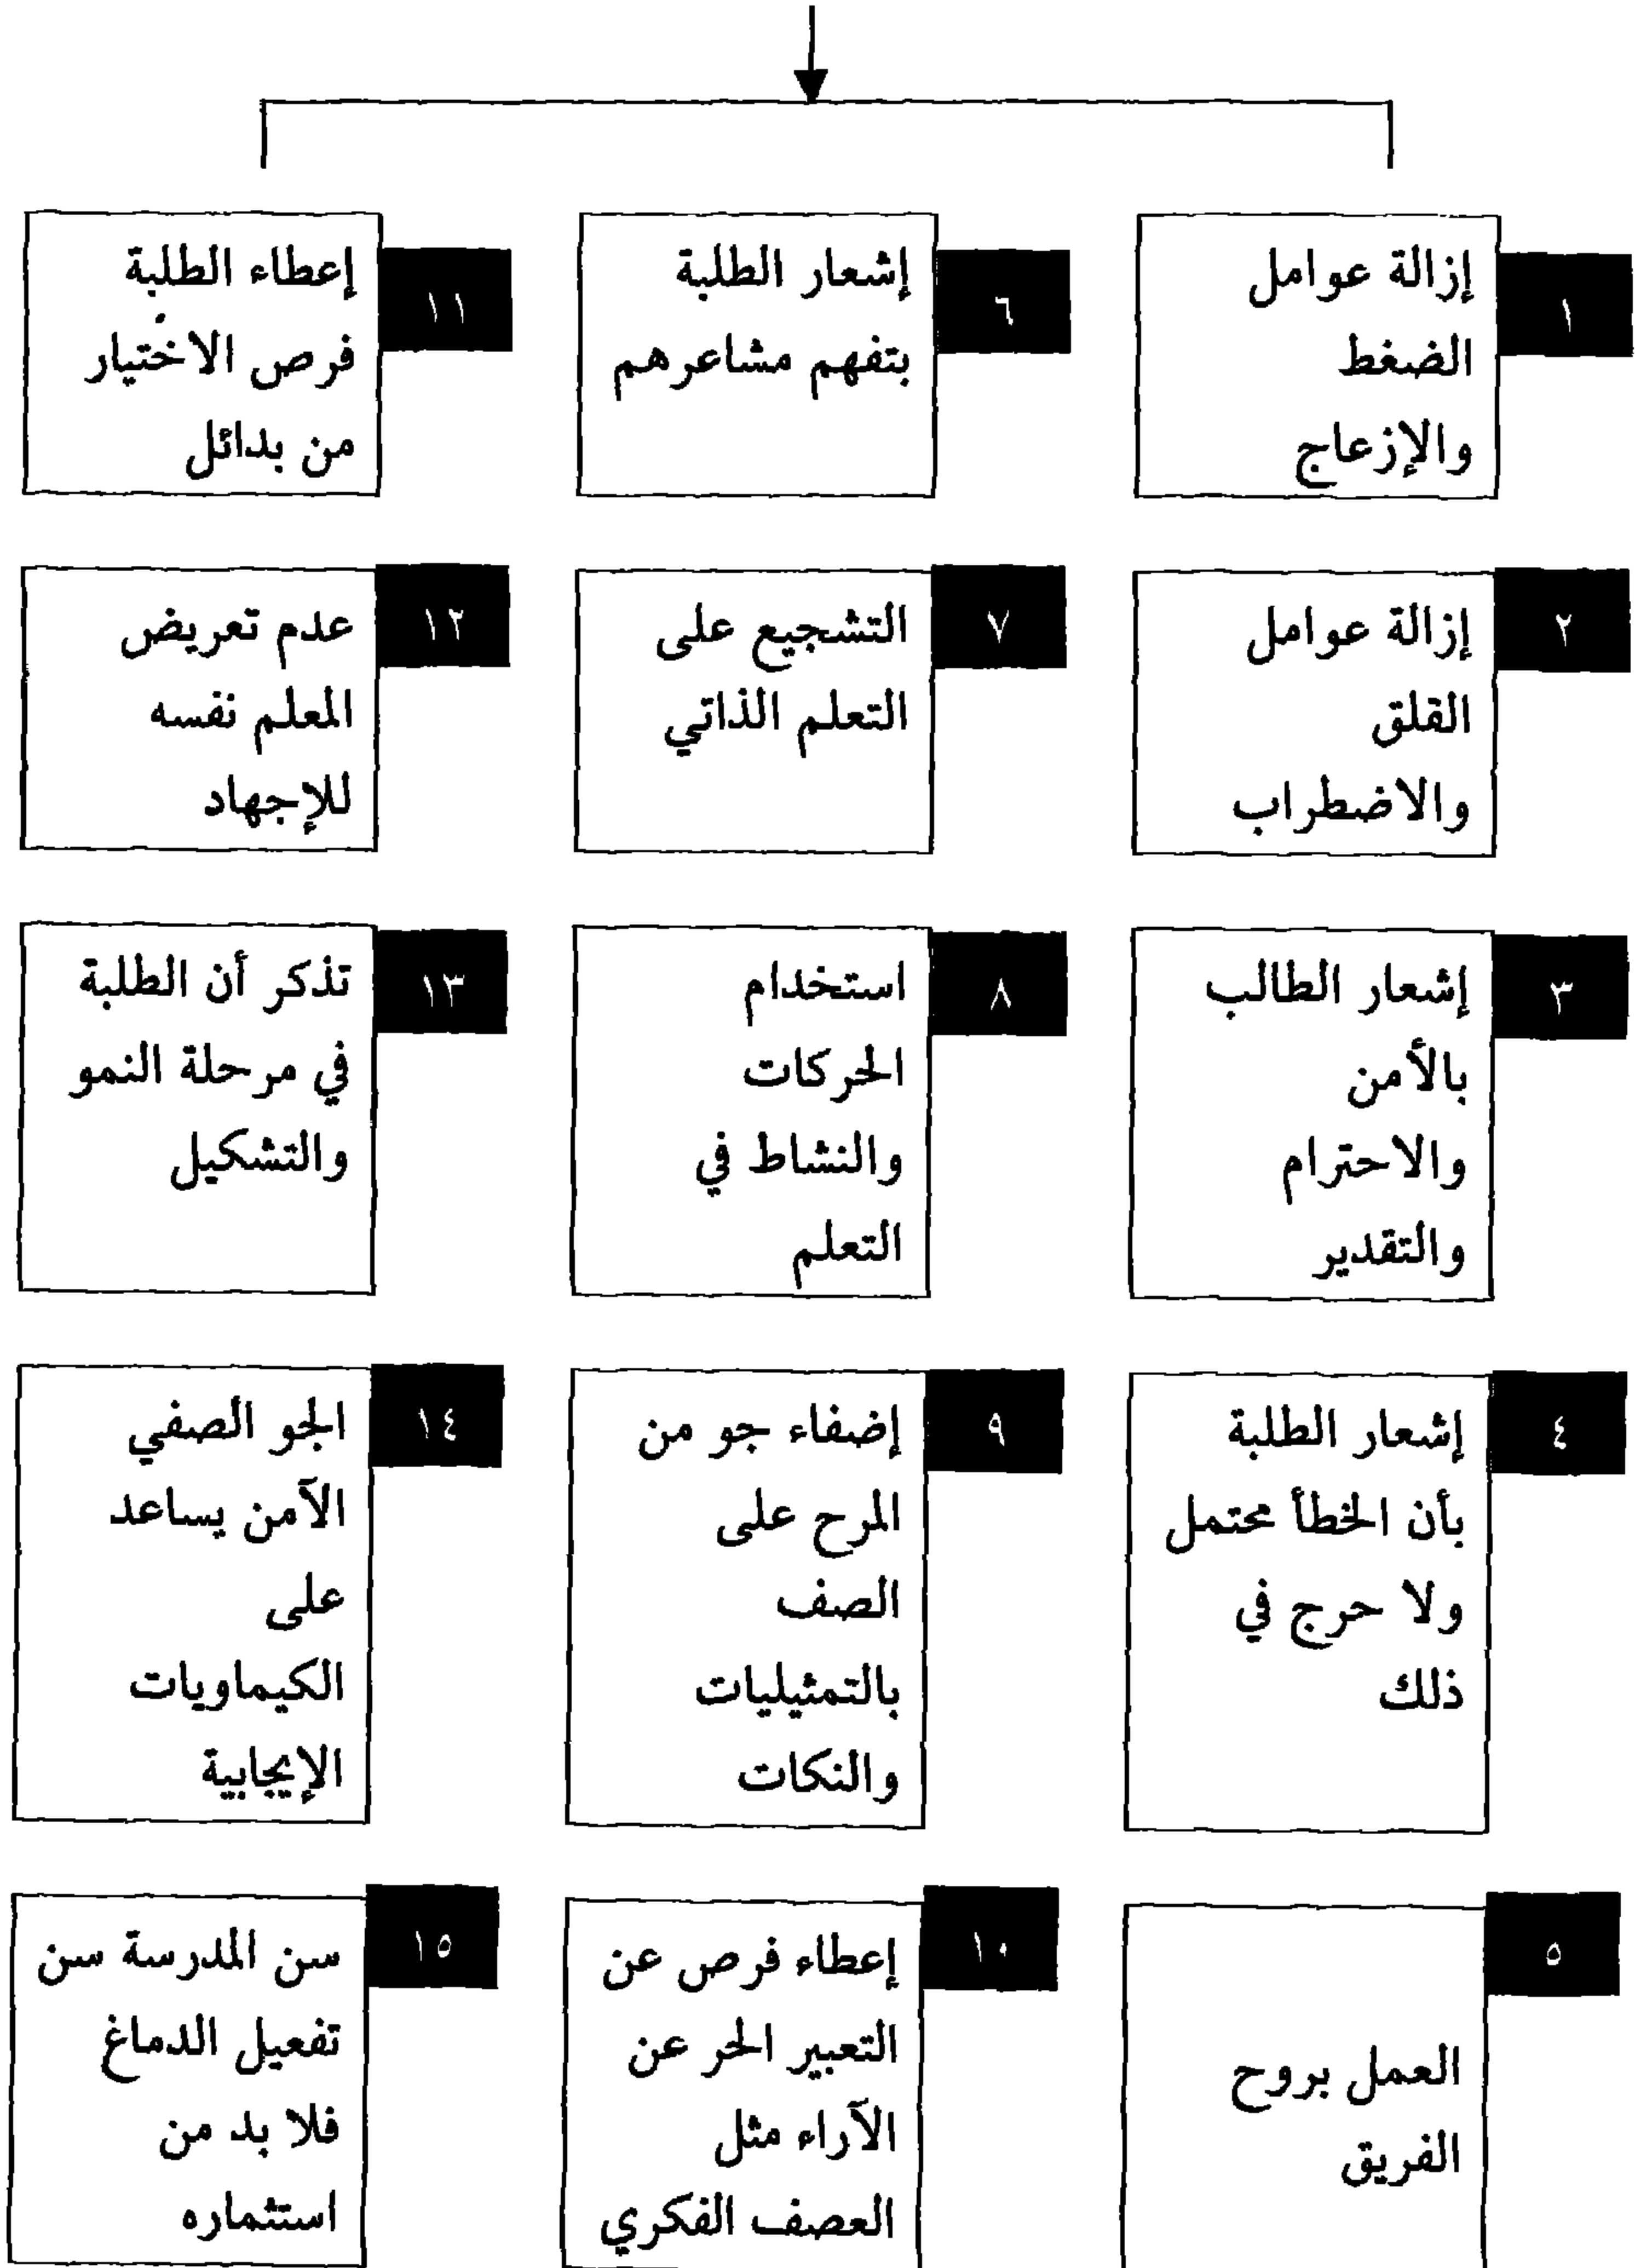 ١
إزالة عوامل
الضغط
والإزعاج
٢
إزالة عوامل
القلق
والاضطراب
٣
إشعار الطالب
بالأمن
والاحترام
والتقدير
٤
إشعار الطلبة
بأن الخطأ محتمل
ولا حرج في
ذلك
٥
العمل بروح
الفريق
٦
إشعار الطلبة
بتفهم مشاعرهم
٧
التشجيع على
التعلم الذاتي
٨
استخدام
الحركات
والنشاط في
التعلم
٩
إضفاء جو من
المرح على
الصف
بالتمثيليات
والنكات
١٠
إعطاء فرص عن
التعبير الحر عن
الآراء مثل
العصف الفكري
١١
إعطاء الطلبة
فرص الاختيار
من بدائل
١٢
عدم تعريض
المعلم نفسه
للإجهاد
١٣
تذكر أن الطلبة
في مرحلة النمو
والتشكيل
١٤
الجو الصفي
الآمن يساعد
على
الكيماويات
الإيجابية
١٥
سن المدرسة سن
تفعيل الدماغ
فلا بد من
استثماره